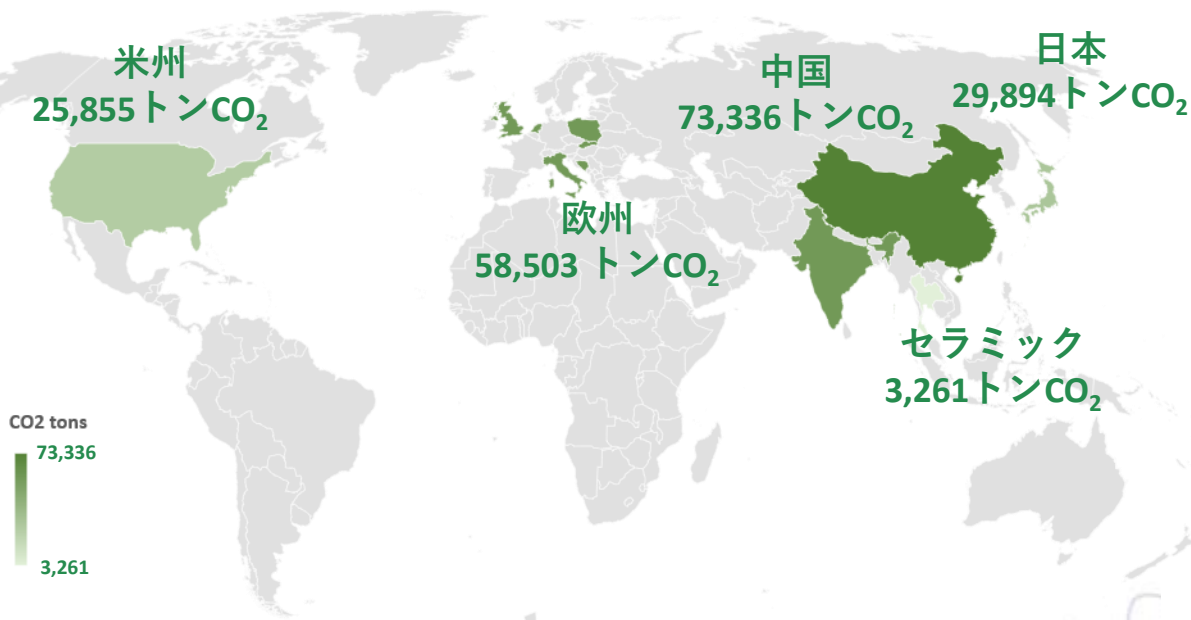 米州
25,855トンCO₂
中国
73,336トンCO₂
日本
29,894トンCO₂
欧州
58,503 トンCO₂
セラミック
3,261トンCO₂
CO2 tons
73,336
3,261